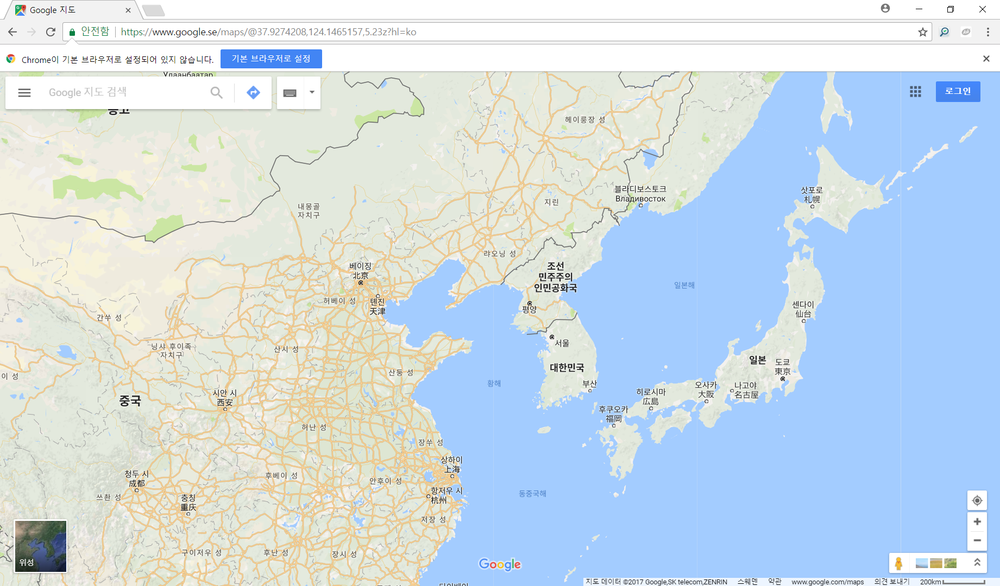 Google 지도
안전함
https://www.google.se/maps/@37.9274208,124.1465157,5.23z?hl=ko
Chrome이 기본 브라우저로 설정되어 있지 않습니다.
기본 브라우저로 설정
Улаанбаатар
Google 지도 검색
로그인
몽고
헤이룽장 성
블라디보스토크
Владивосток
삿포로
札幌
지린
내몽골
자치구
랴오닝 성
베이징
北京
조선
민주주의
인민공화국
일본해
허베이 성
톈진
天津
평양
센다이
仙台
간쑤 성
닝샤 후이족
자치구
산시 성
서울
대한민국
일본
도쿄
東京
이 성
산둥 성
황해
부산
시안 시
西安
중국
히로시마
広島
오사카
大阪
나고야
名古屋
후쿠오카
福岡
허난 성
장쑤 성
상하이
上海
청두 시
成都
후베이 성
안후이 성
항저우 시
杭州
쓰촨 성
충칭
重庆
동중국해
저장 성
위성
구이저우 성
후난 성
장시 성
Google
타이베이
지도 데이터 ©2017 Google,SK telecom,ZENRIN 스웨덴 약관 www.google.com/maps 의견 보내기 200km